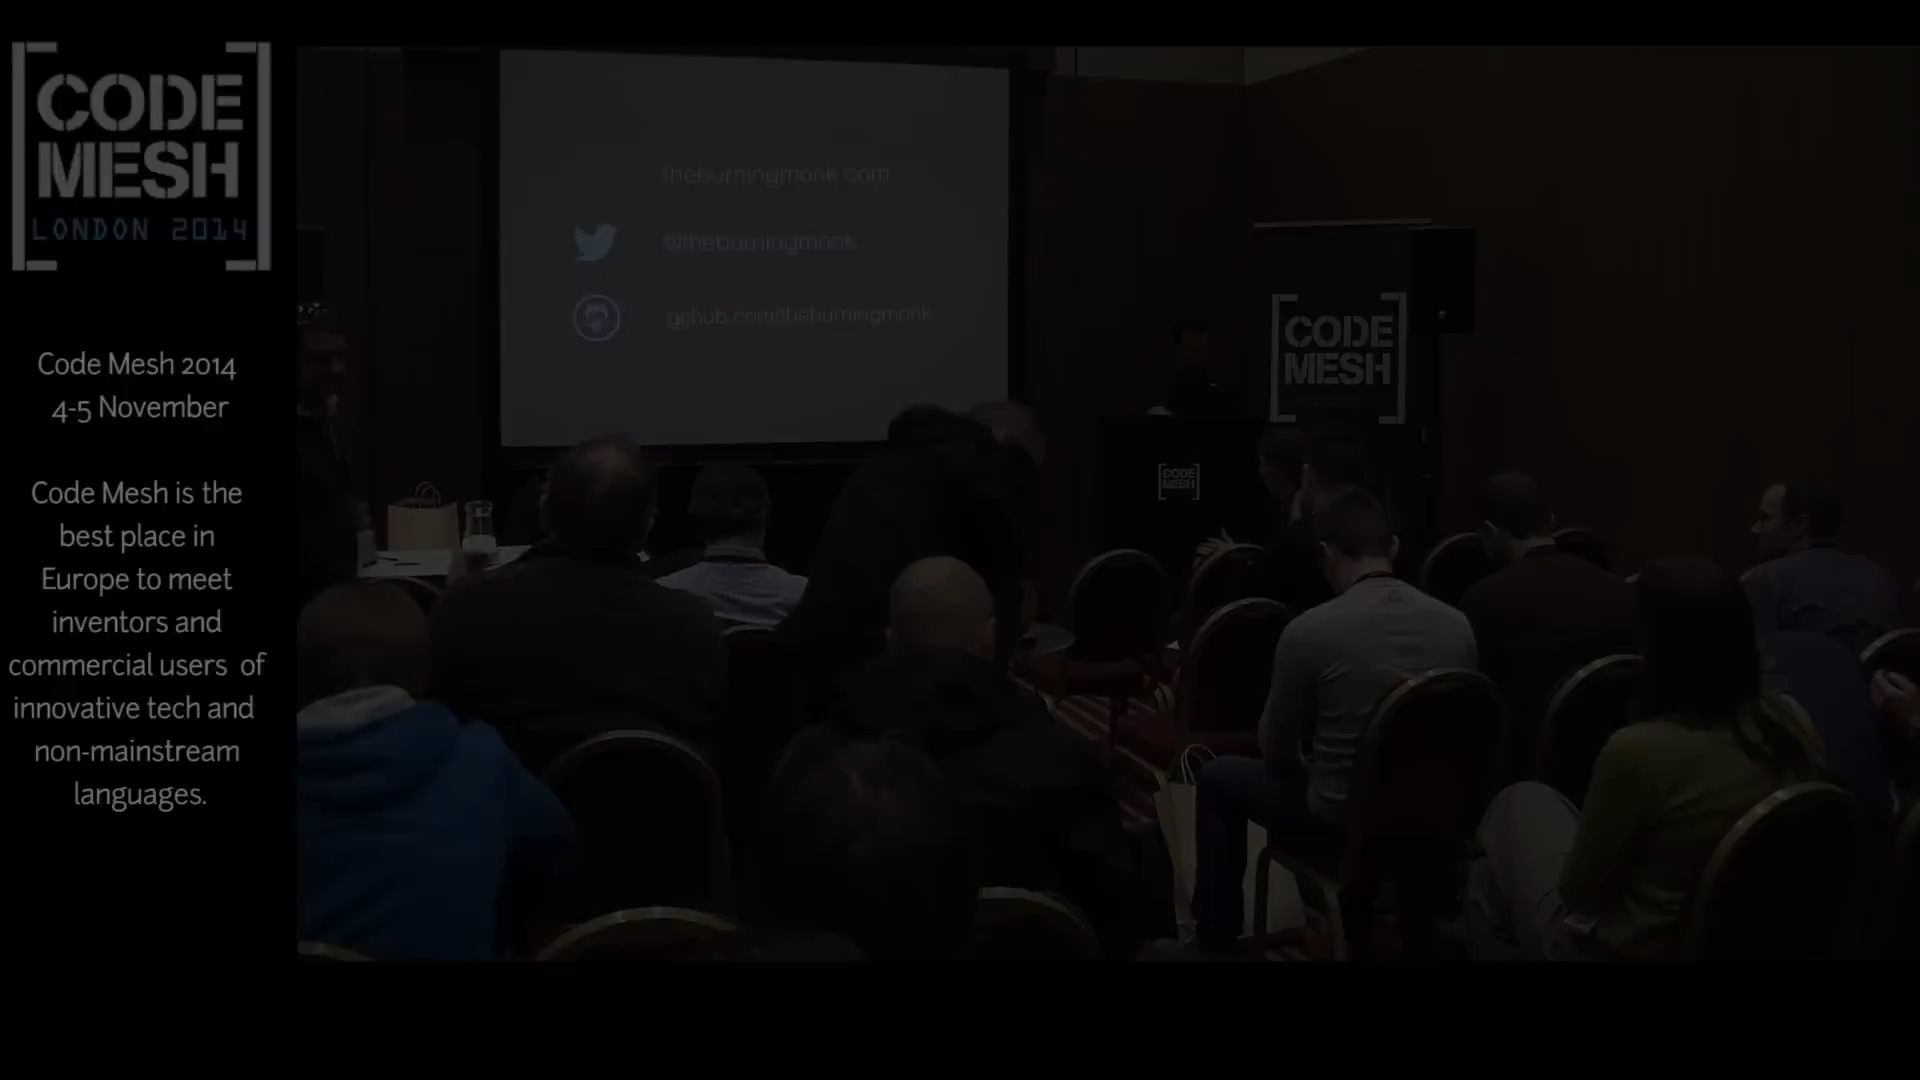 CODE
MESH
LONDON 2014
Code Mesh 2014
4-5 November
Code Mesh is the
best place in
Europe to meet
inventors and
commercial users of
innovative tech and
non-mainstream
languages.
theburningmonk.com
@theburningmonk
github.com/theburningmonk
CODE
MESH
CODE
MESH